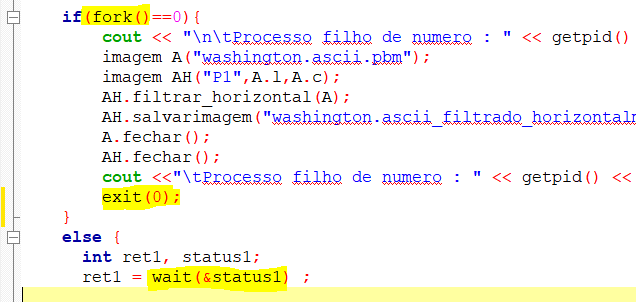 if(fork()==0){
cout << "\n\tProcesso filho de numero : " << getpid()
imagem A("washington.ascii.pbm");
imagem AH("P1",A.l,A.c);
AH.filtrar_horizontal(A);
AH.salvarimagem("washington.ascii_filtrado_horizontal
A.fechar();
AH.fechar();
cout <<"\tProcesso filho de numero : " << getpid() <<
exit(0);
}
else {
int ret1, status1;
ret1 = wait(&status1) ;